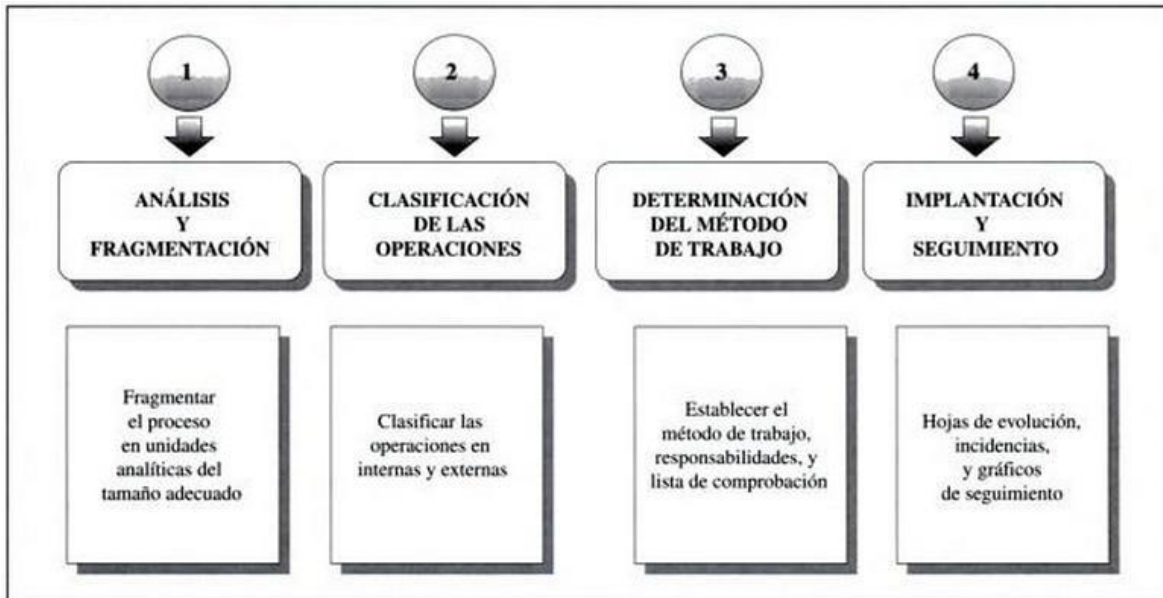 1
ANÁLISIS
Y
FRAGMENTACIÓN
Fragmentar
el proceso
en unidades
analíticas del
tamaño adecuado
2
CLASIFICACIÓN
DE LAS
OPERACIONES
Clasificar las
operaciones en
internas y externas
3
DETERMINACIÓN
DEL MÉTODO
DE TRABAJO
Establecer el
método de trabajo,
responsabilidades, y
lista de comprobación
4
IMPLANTACIÓN
Y
SEGUIMIENTO
Hojas de evolución,
incidencias,
y gráficos
de seguimiento